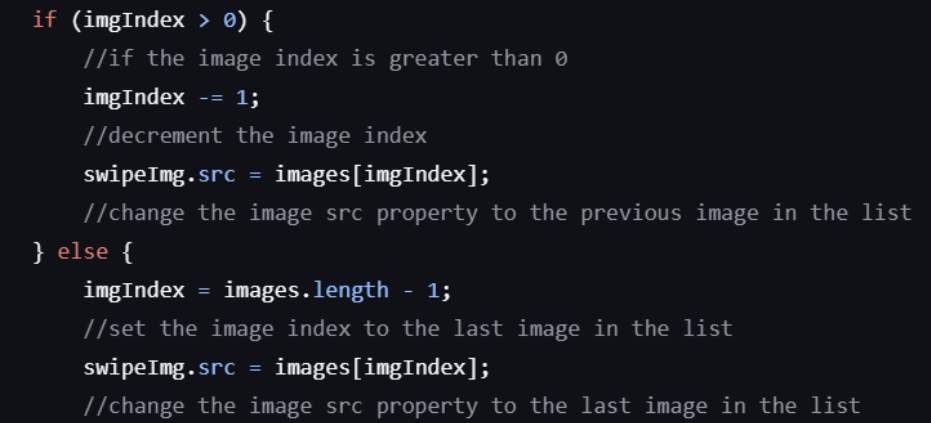 if (imgIndex > 0) {
//if the image index is greater than 0
imgIndex -= 1;
//decrement the image index
swipeImg.src = images[imgIndex];
//change the image src property to the previous image in the list
} else {
imgIndex = images.length - 1;
//set the image index to the last image in the list
swipeImg.src = images[imgIndex];
//change the image src property to the last image in the list